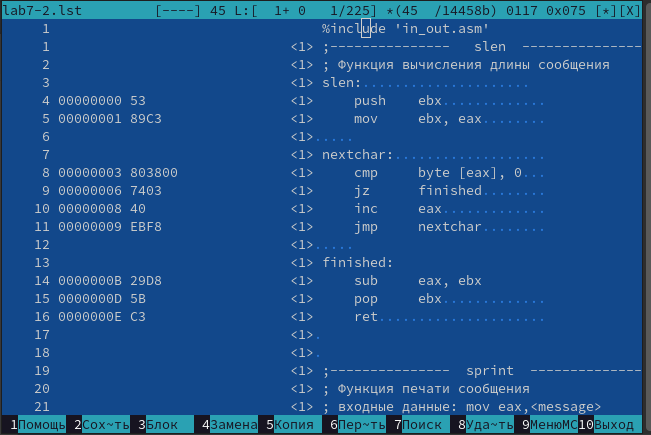 lab7-2.lst [----] 45 L:[ 1+ 0 1/225] *(45 /14458b) 0117 0x075 [*][X]
1 %include 'in_out.asm'
1 <1> ;--------------- slen ---------------
2 <1> ; Функция вычисления длины сообщения
3 <1> slen:.....................
4 00000000 53 <1> push ebx.............
5 00000001 89C3 <1> mov ebx, eax........
6 <1>.....
7 <1> nextchar:...................
8 00000003 803800 <1> cmp byte [eax], 0...
9 00000006 7403 <1> jz finished........
10 00000008 40 <1> inc eax.............
11 00000009 EBF8 <1> jmp nextchar........
12 <1>.....
13 <1> finished:
14 0000000B 29D8 <1> sub eax, ebx
15 0000000D 5B <1> pop ebx.............
16 0000000E C3 <1> ret.....................
17 <1>.
18 <1>.
19 <1> ;--------------- sprint --------------
20 <1> ; Функция печати сообщения
21 <1> ; входные данные: mov eax,<message>
1Помощь 2Сох~ть 3Блок 4Замена 5Копия 6Пер~ть 7Поиск 8Уда~ть 9МенюMC 10Выход